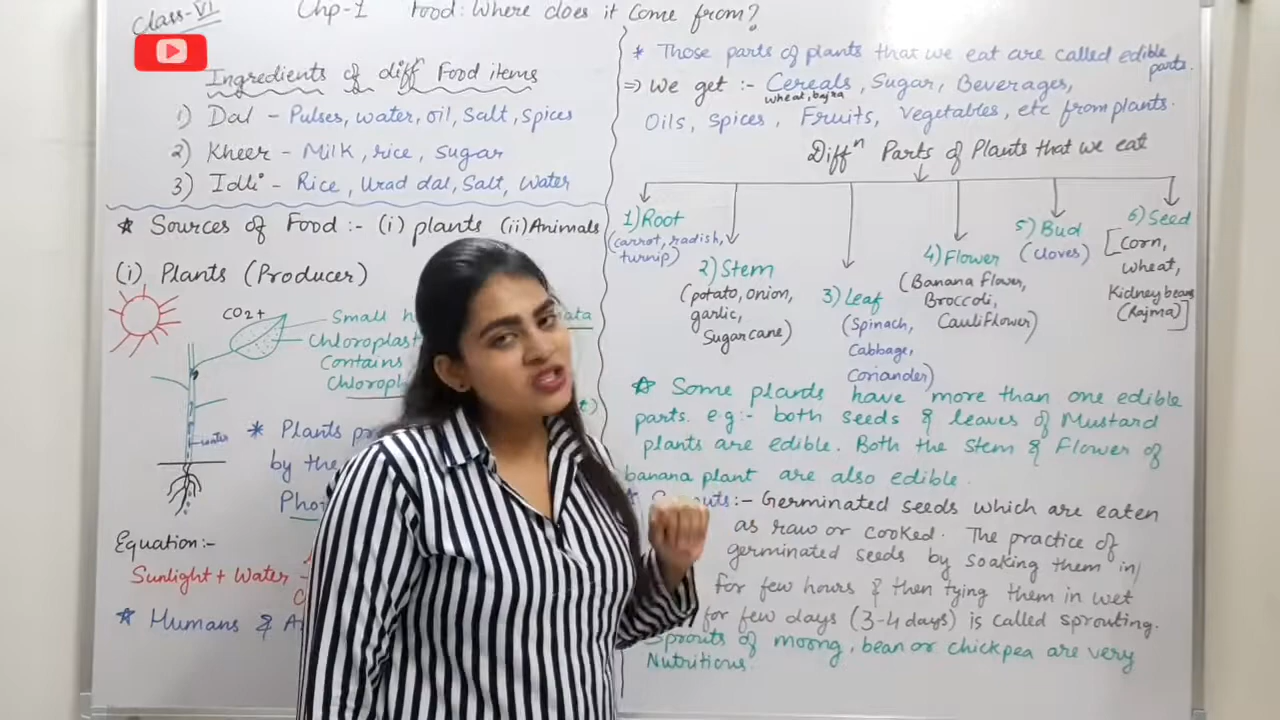 Class-VI
Chp-1 Food: Where does it Come from?
Ingredients of diffⁿ Food items
1) Dal - Pulses, water, oil, Salt, Spices
2) Kheer - Milk, rice, sugar
3) Idli - Rice, Urad dal, Salt, Water
* Sources of Food :- (i) plants (ii) Animals
(i) Plants (Producer)
CO2+
Small
Chloroplast
Contains
water
* Plants
by the
Equation:-
Sunlight + Water
* Humans &
* Those parts of plants that we eat are called edible
parts.
⇒ We get :- Cereals, Sugar, Beverages,
wheat, bajra
Oils, Spices, Fruits, Vegetables, etc from plants.
Diffⁿ Parts of Plants that we eat
1) Root
(carrot, radish,
turnip)
2) Stem
(potato, onion,
garlic,
Sugarcane)
3) Leaf
(Spinach,
Cabbage,
Coriander)
4) Flower
(Banana Flower,
Broccoli,
Cauliflower)
5) Bud
(cloves)
6) Seed
[Corn,
wheat,
Kidney beans
(Rajma)]
* Some plants have more than one edible
parts. e.g:- both seeds & leaves of Mustard
plants are edible. Both the Stem & Flower of
banana plant are also edible.
:- Germinated seeds which are eaten
as raw or cooked. The practice of
germinated seeds by soaking them in
for few hours & then tying them in wet
for few days (3-4 days) is called sprouting.
Sprouts of moong, bean or chickpea are very
Nutritious.